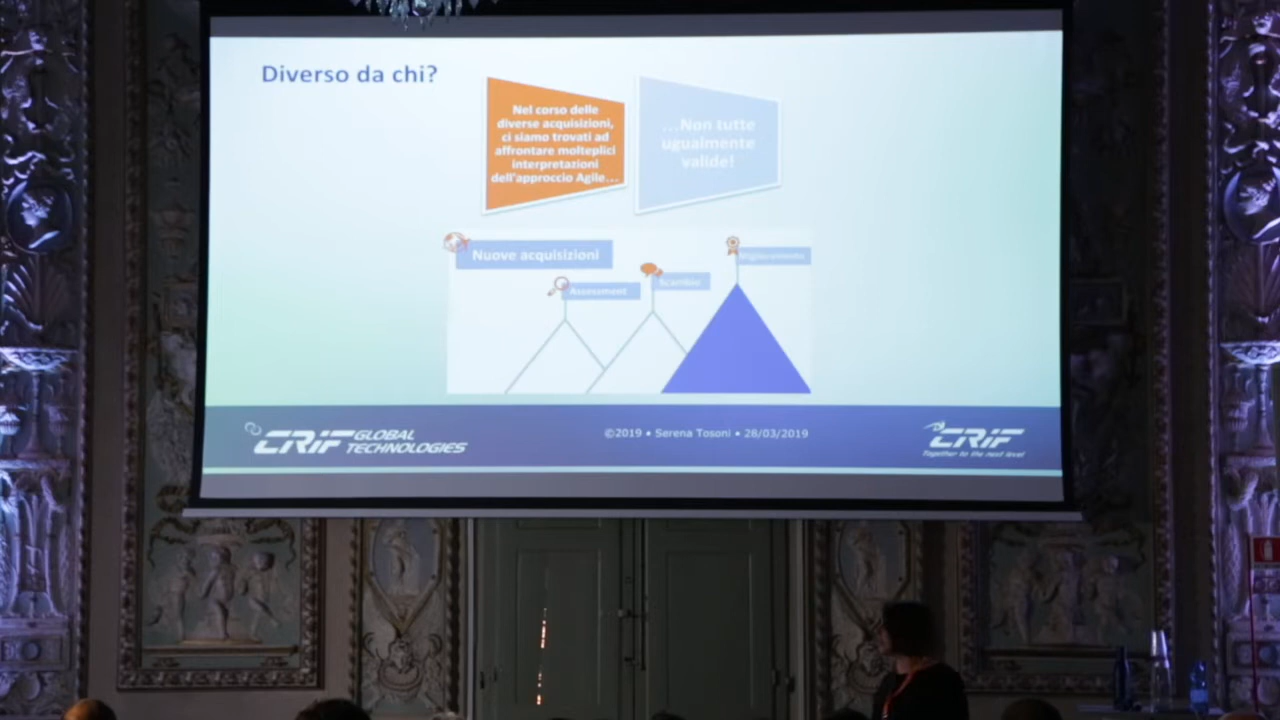 Diverso da chi?
Nel corso delle
diverse acquisizioni,
ci siamo trovati ad
affrontare molteplici
interpretazioni
dell'approccio Agile...
...Non tutte
ugualmente
valide!
Nuove acquisizioni
Assessment
Scambio
Miglioramento
CRIF GLOBAL
TECHNOLOGIES
©2019 • Serena Tosoni • 28/03/2019
CRIF
Together to the next level